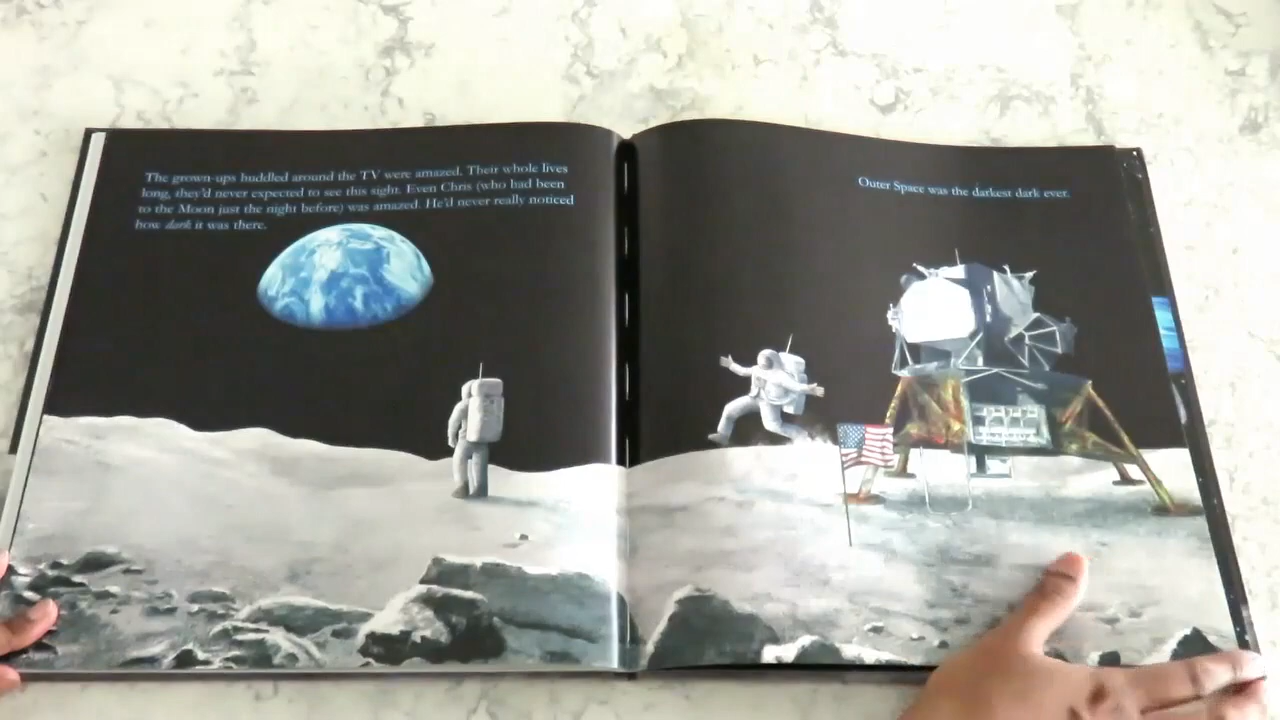 The grown-ups huddled around the TV were amazed. Their whole lives
long, they'd never expected to see this sight. Even Chris (who had been
to the Moon just the night before) was amazed. He'd never really noticed
how dark it was there.
Outer Space was the darkest dark ever.